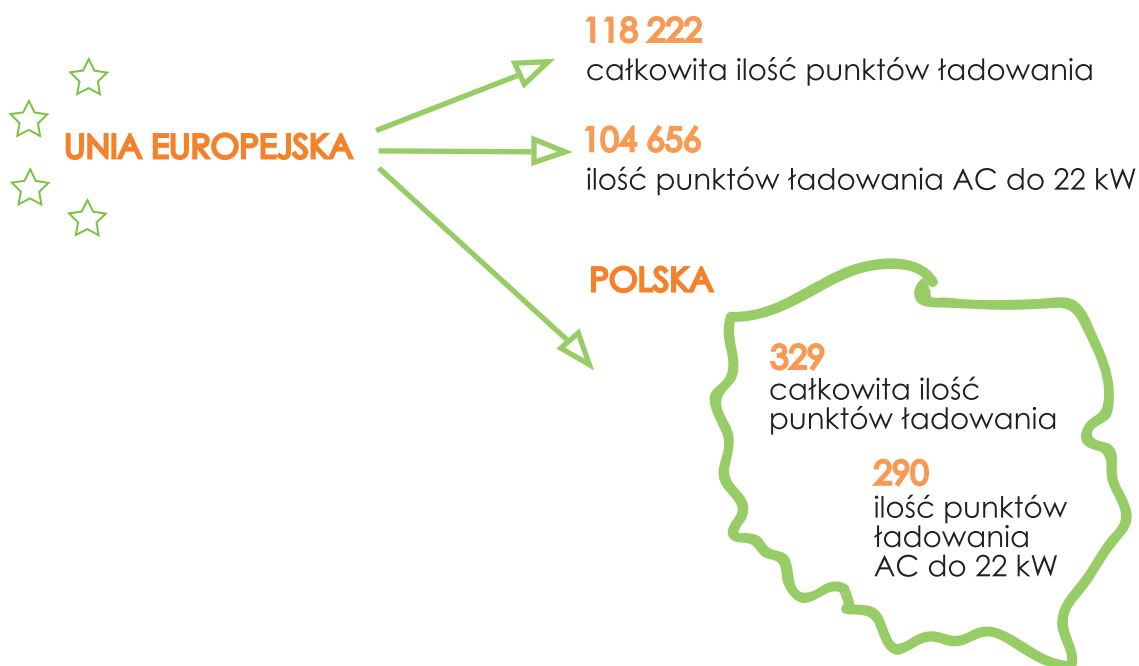 UNIA EUROPEJSKA
118 222
całkowita ilość punktów ładowania
104 656
ilość punktów ładowania AC do 22 kW
POLSKA
329
całkowita ilość
punktów ładowania
290
ilość punktów
ładowania
AC do 22 kW